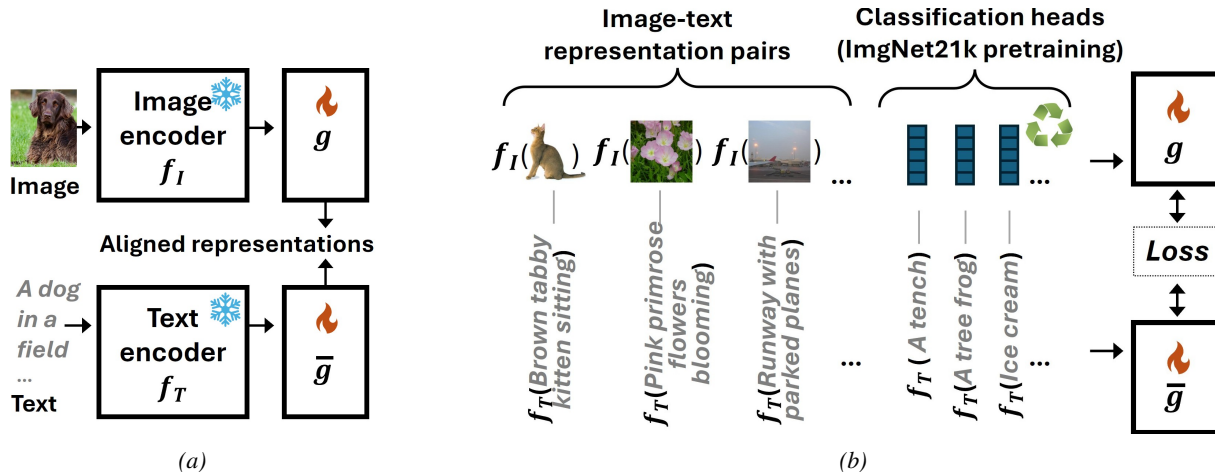 Image
encoder
f_I
g
Image
Aligned representations
A dog
in a
field
...
Text
Text
encoder
f_T
g̅
(a)
Image-text
representation pairs
Classification heads
(ImgNet21k pretraining)
f_I( )
f_I( )
f_I( )
...
...
g
Loss
f_T(Brown tabby
kitten sitting)
f_T(Pink primrose
flowers
blooming)
f_T(Runway with
parked planes)
...
f_T(A tench)
f_T(A tree frog)
f_T(Ice cream)
...
g̅
(b)